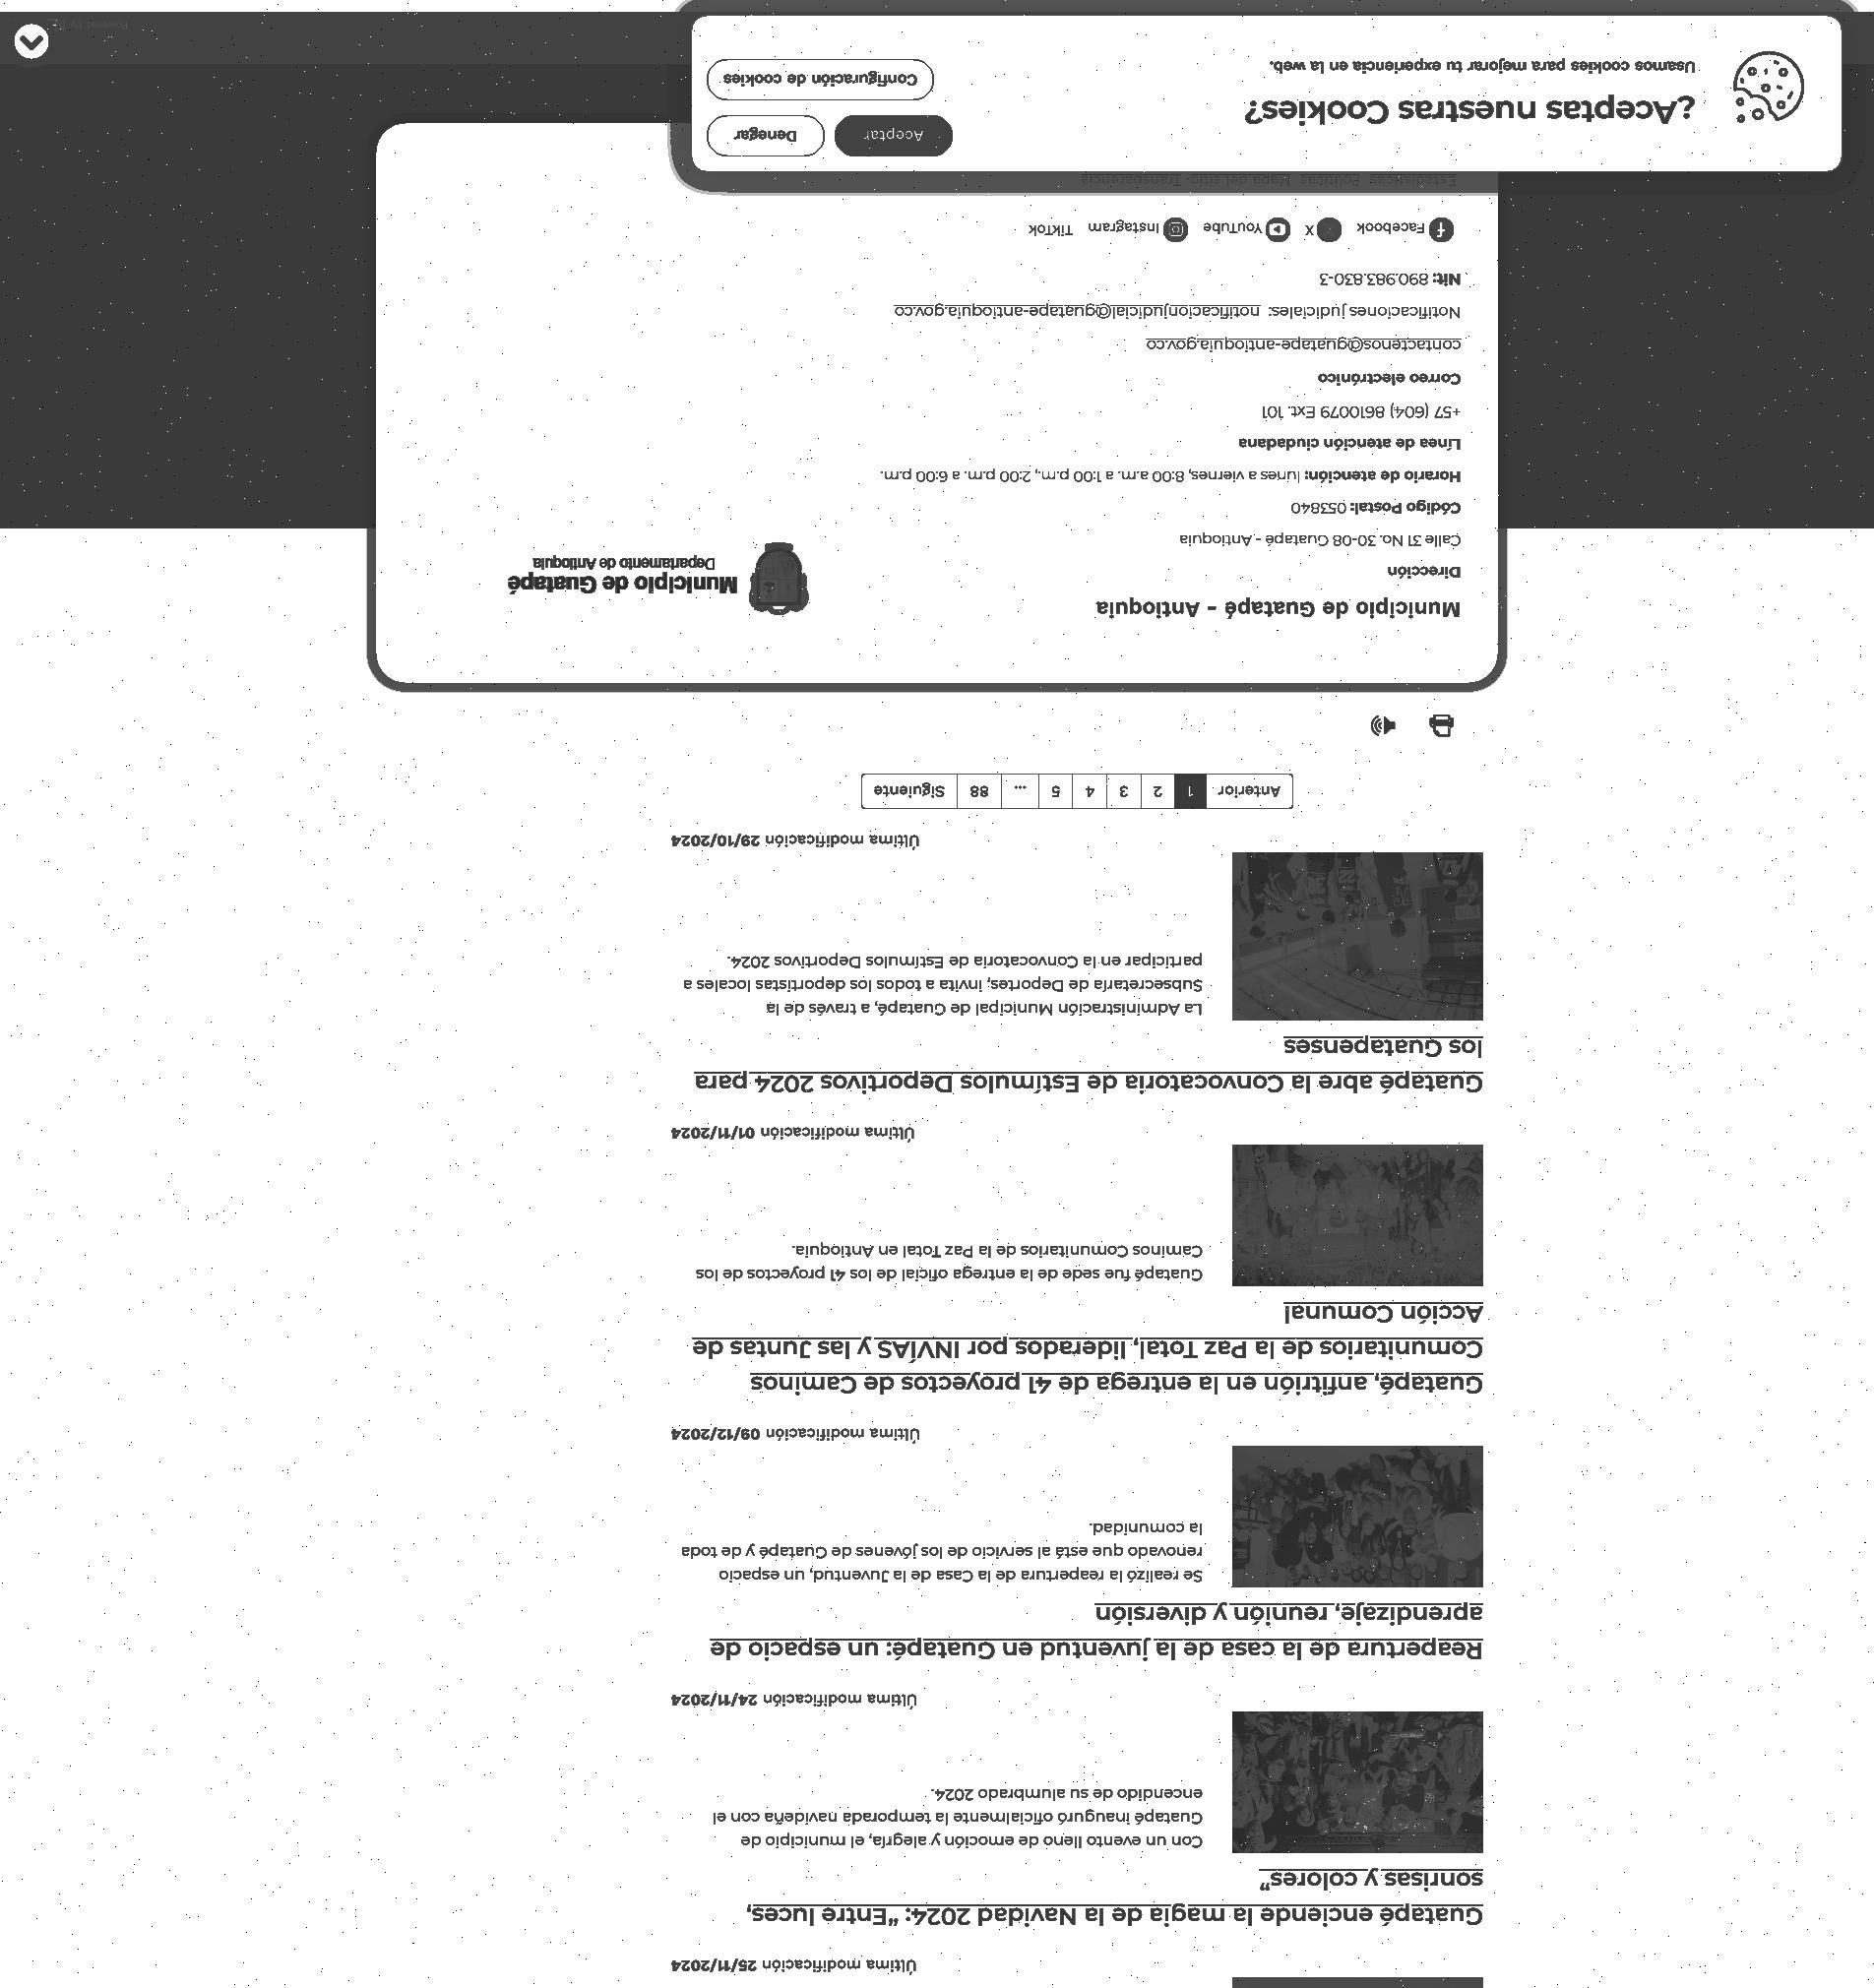 Última modificación 25/11/2024
Guatapé enciende la magia de la Navidad 2024: “Entre luces,
sonrisas y colores”
Con un evento lleno de emoción y alegría, el municipio de
Guatapé inauguró oficialmente la temporada navideña con el
encendido de su alumbrado 2024.
Última modificación 24/11/2024
Reapertura de la casa de la juventud en Guatapé: un espacio de
aprendizaje, reunión y diversión
Se realizó la reapertura de la Casa de la Juventud, un espacio
renovado que está al servicio de los jóvenes de Guatapé y de toda
la comunidad.
Última modificación 09/12/2024
Guatapé, anfitrión en la entrega de 41 proyectos de Caminos
Comunitarios de la Paz Total, liderados por INVÍAS y las Juntas de
Acción Comunal
Guatapé fue sede de la entrega oficial de los 41 proyectos de los
Caminos Comunitarios de la Paz Total en Antioquia.
Última modificación 01/11/2024
Guatapé abre la Convocatoria de Estímulos Deportivos 2024 para
los Guatapenses
La Administración Municipal de Guatapé, a través de la
Subsecretaría de Deportes, invita a todos los deportistas locales a
participar en la Convocatoria de Estímulos Deportivos 2024.
Última modificación 29/10/2024
Anterior 1 2 3 4 5 ... 88 Siguiente
Municipio de Guatapé - Antioquia
Dirección
Calle 31 No. 30-08 Guatapé - Antioquia
Código Postal: 053840
Horario de atención: lunes a viernes, 8:00 a.m. a 1:00 p.m., 2:00 p.m. a 6:00 p.m.
Línea de atención ciudadana
+57 (604) 8610079 Ext. 101
Correo electrónico
contactenos@guatape-antioquia.gov.co
Notificaciones judiciales: notificacionjudicial@guatape-antioquia.gov.co
Nit: 890.983.830-3
Facebook X YouTube Instagram TikTok
Estadísticas Políticas Mapa del sitio Transparencia
Municipio de Guatapé
Departamento de Antioquia
¿Aceptas nuestras Cookies?
Usamos cookies para mejorar tu experiencia en la web.
Aceptar Denegar
Configuración de cookies
Powered by